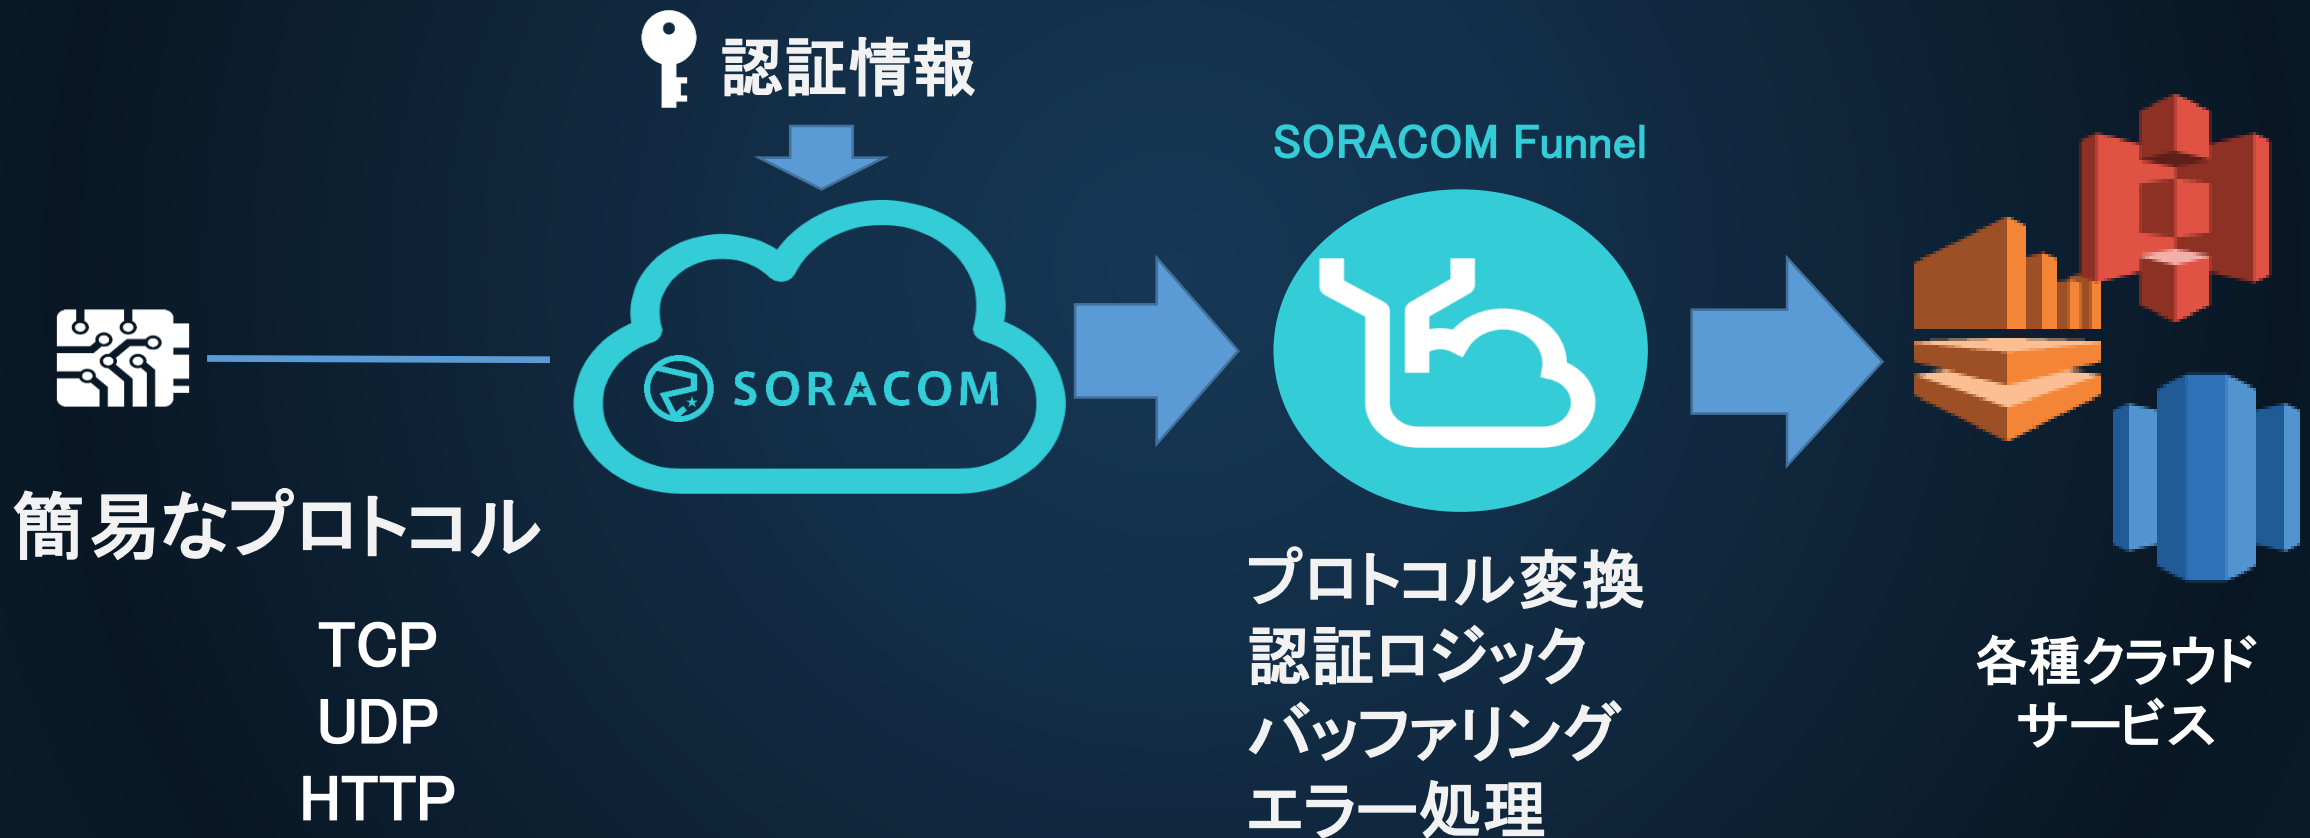 認証情報
SORACOM Funnel
SORACOM
簡易なプロトコル
TCP
UDP
HTTP
プロトコル変換
認証ロジック
バッファリング
エラー処理
各種クラウド
サービス